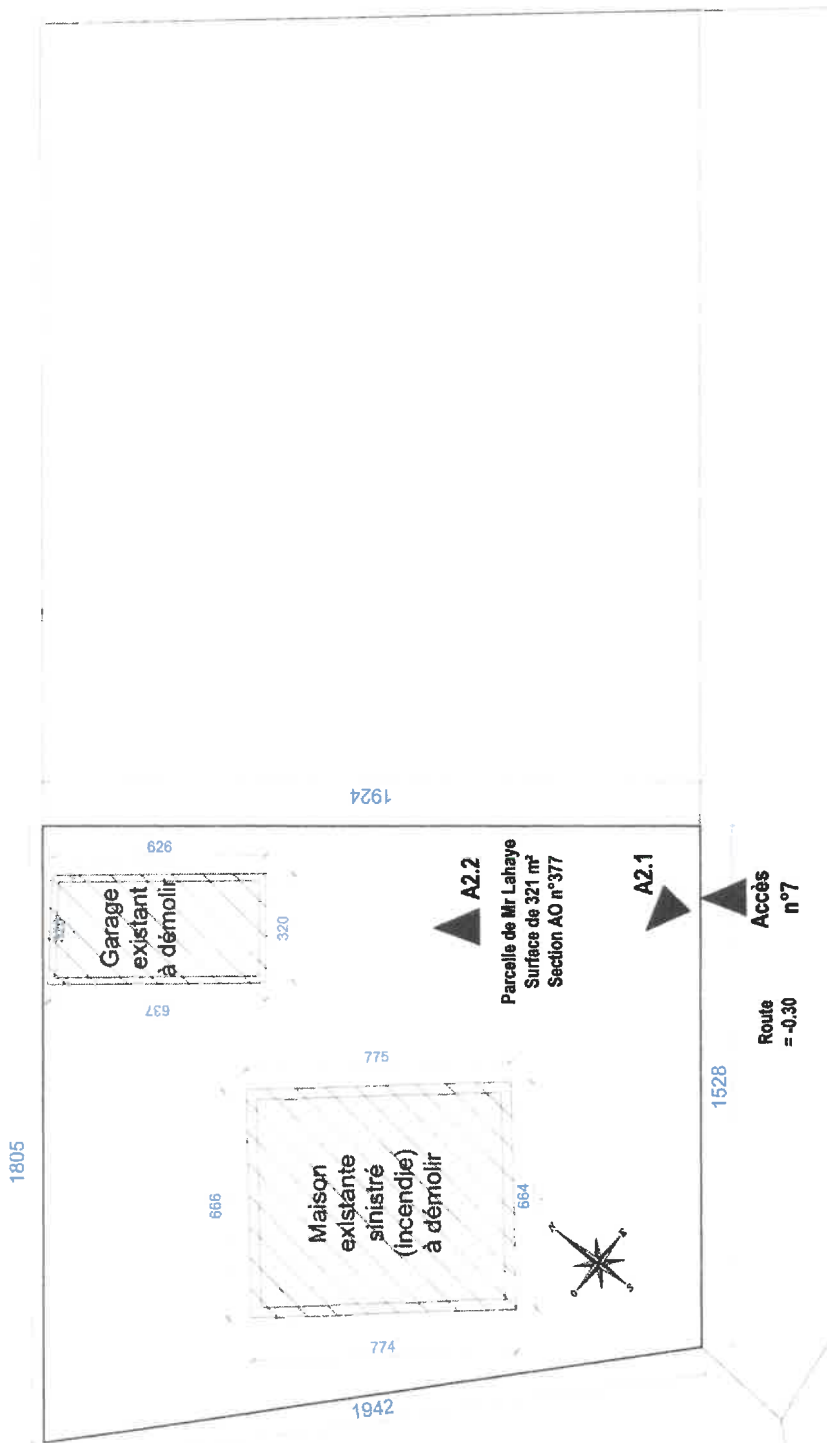 1805
1924
626
Garage
existant
à démolir
320
637
A2.2
Parcelle de Mr Lahaye
Surface de 321 m²
Section AO n°377
A2.1
Accès
n°7
Route
= -0.30
1528
775
666
Maison
existante
sinistré
(incendie)
à démolir
664
774
1942
N
E
S
O